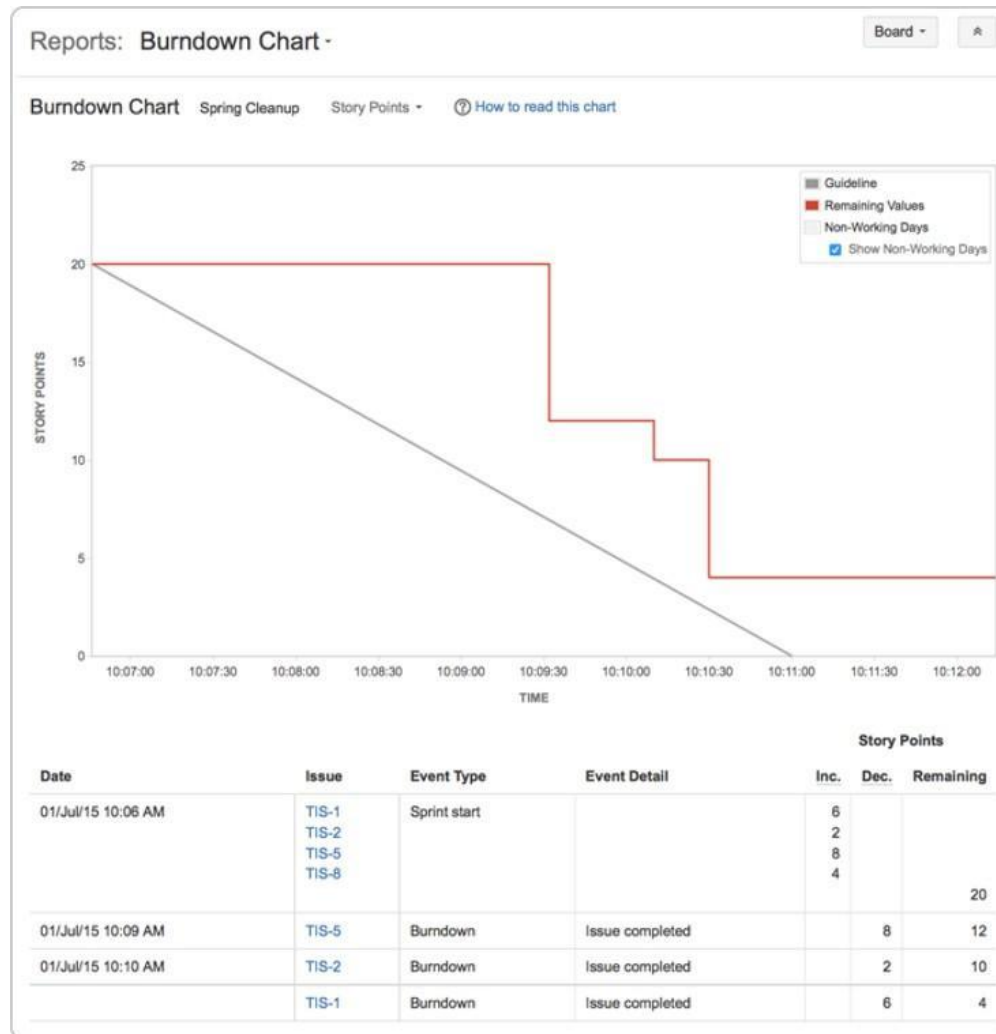 Reports: Burndown Chart
Board
Burndown Chart Spring Cleanup Story Points ? How to read this chart
25
20
15
10
5
0
STORY POINTS
Guideline
Remaining Values
Non-Working Days
Show Non-Working Days
10:07:00 10:07:30 10:08:00 10:08:30 10:09:00 10:09:30 10:10:00 10:10:30 10:11:00 10:11:30 10:12:00
TIME
Story Points
Date Issue Event Type Event Detail Inc. Dec. Remaining
01/Jul/15 10:06 AM TIS-1 Sprint start 6
TIS-2 2
TIS-5 8
TIS-8 4
20
01/Jul/15 10:09 AM TIS-5 Burndown Issue completed 8 12
01/Jul/15 10:10 AM TIS-2 Burndown Issue completed 2 10
TIS-1 Burndown Issue completed 6 4